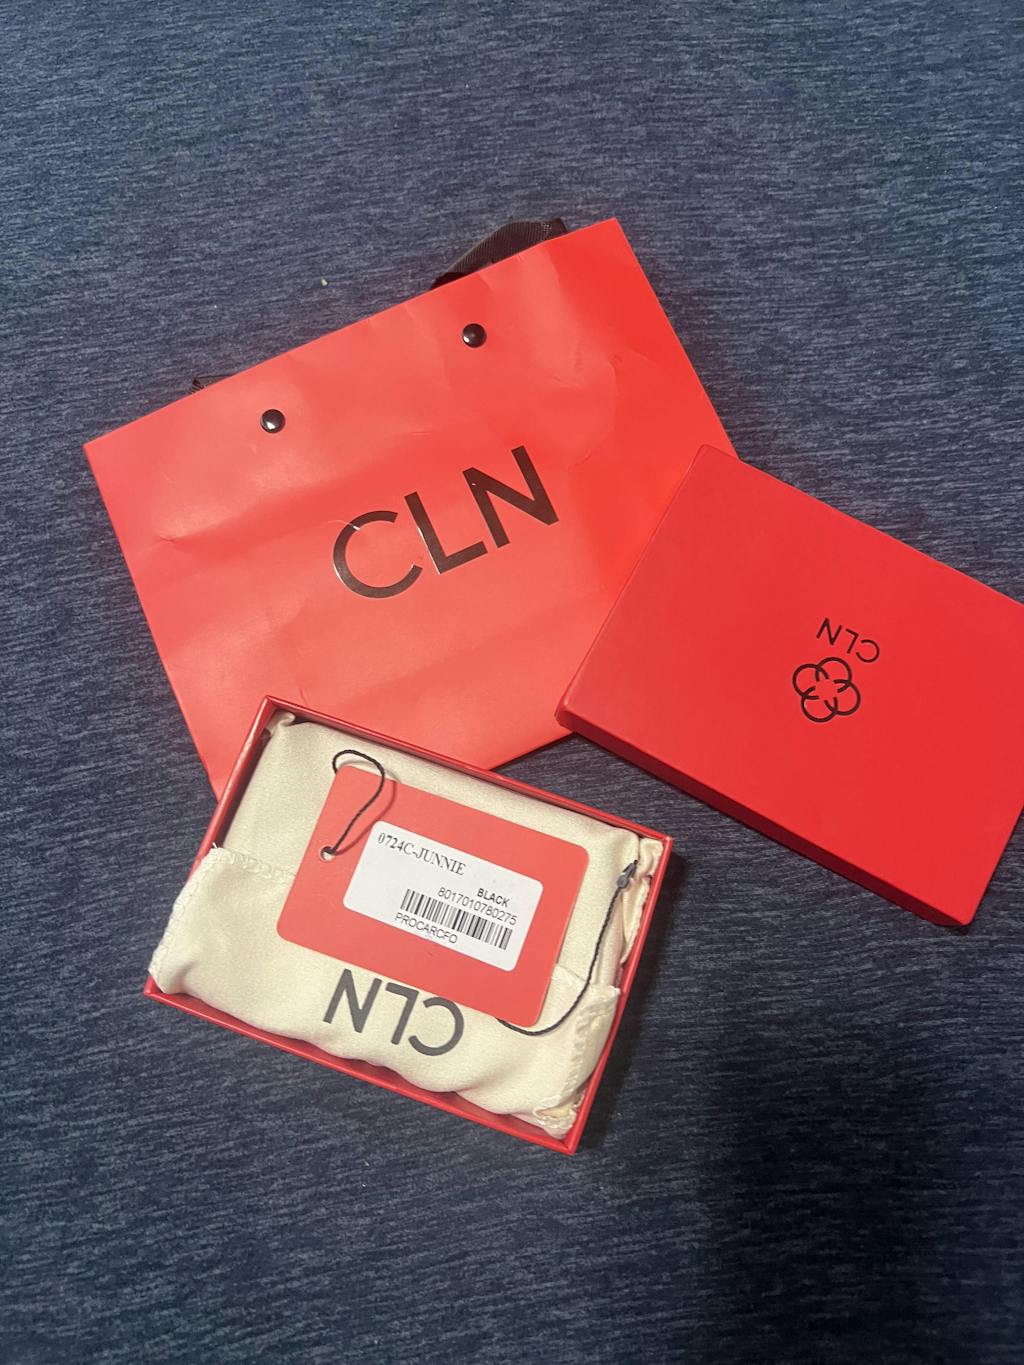 CLN
CLN
0724C-JUNNIE
BLACK
8017010780275
PROCARCFO
CLN